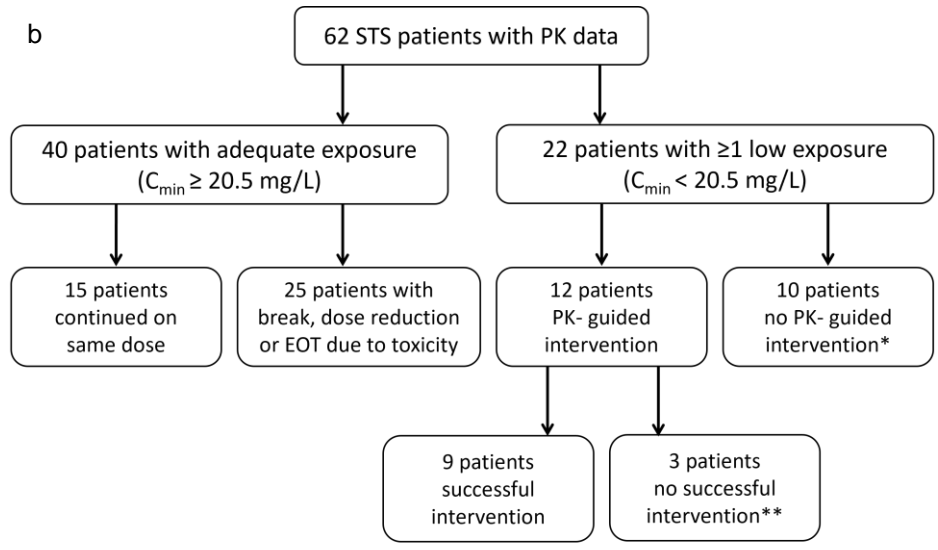 b
62 STS patients with PK data
40 patients with adequate exposure
(Cmin ≥ 20.5 mg/L)
22 patients with ≥1 low exposure
(Cmin < 20.5 mg/L)
15 patients
continued on
same dose
25 patients with
break, dose reduction
or EOT due to toxicity
12 patients
PK- guided
intervention
10 patients
no PK- guided
intervention*
9 patients
successful
intervention
3 patients
no successful
intervention**